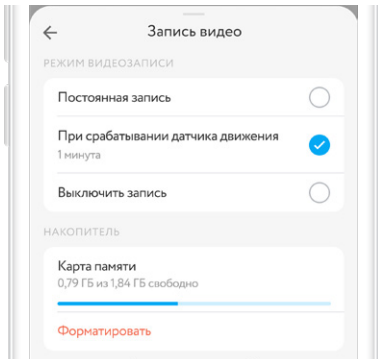 Запись видео
РЕЖИМ ВИДЕОЗАПИСИ
Постоянная запись
При срабатывании датчика движения
1 минута
Выключить запись
НАКОПИТЕЛЬ
Карта памяти
0,79 ГБ из 1,84 ГБ свободно
Форматировать